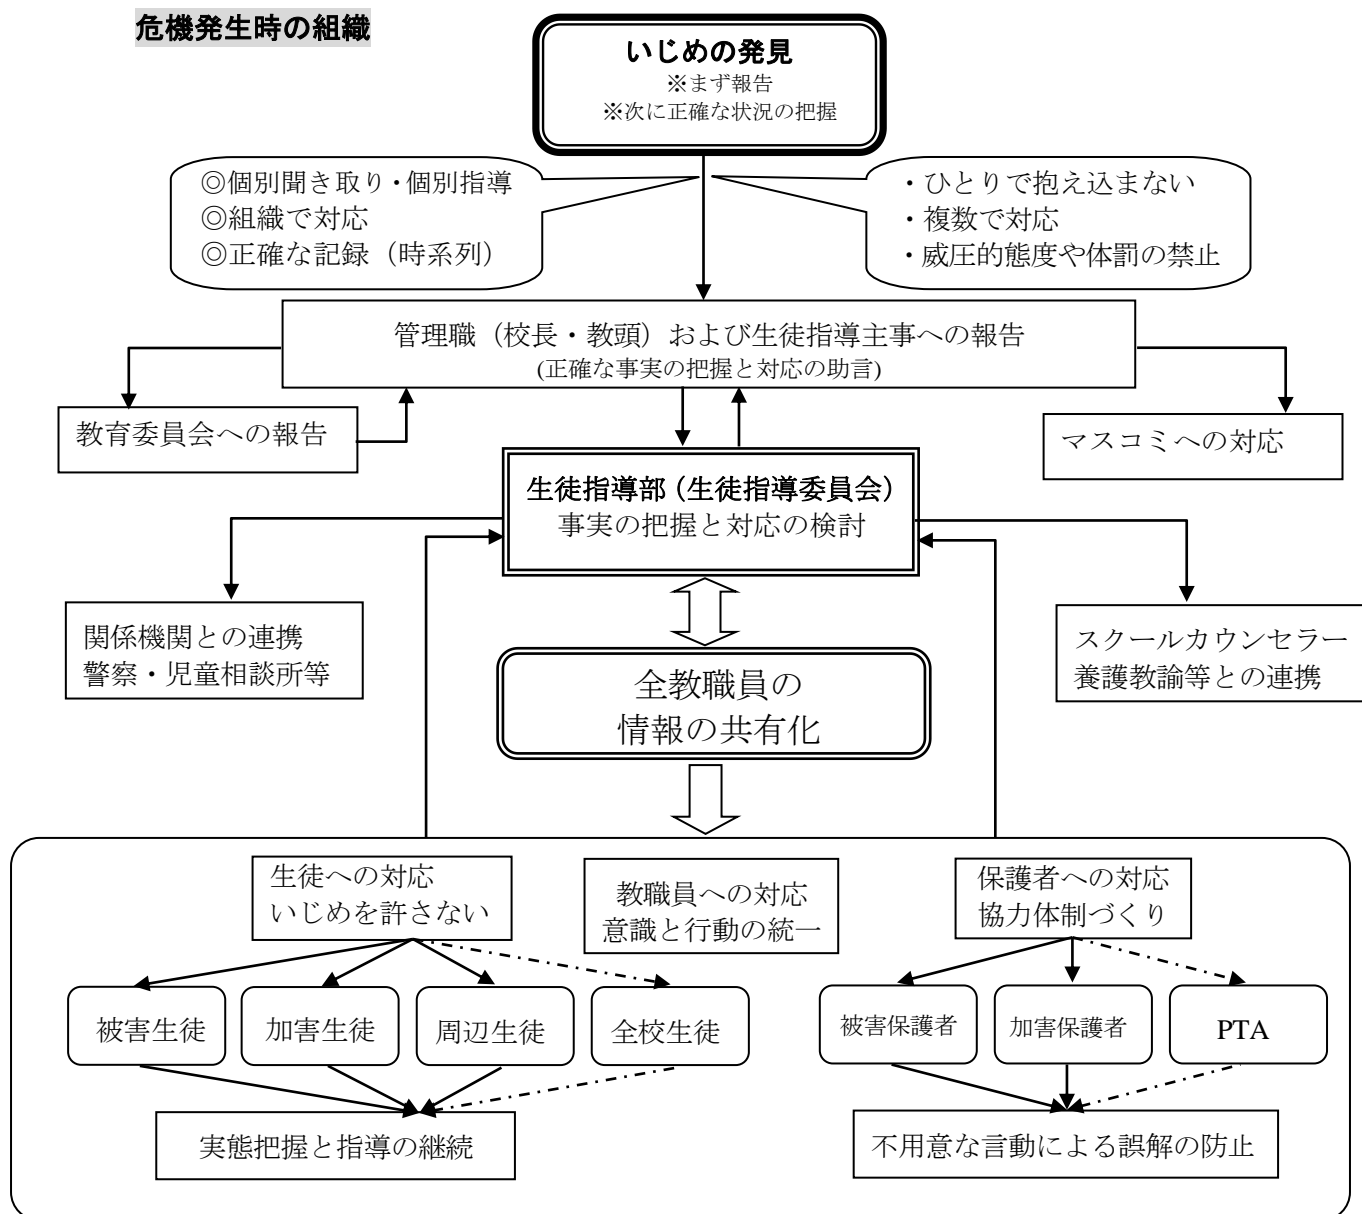 危機発生時の組織
いじめの発見
※まず報告
※次に正確な状況の把握
◎個別聞き取り・個別指導
◎組織で対応
◎正確な記録（時系列）
・ひとりで抱え込まない
・複数で対応
・威圧的態度や体罰の禁止
管理職（校長・教頭）および生徒指導主事への報告
(正確な事実の把握と対応の助言)
教育委員会への報告
マスコミへの対応
生徒指導部（生徒指導委員会）
事実の把握と対応の検討
関係機関との連携
警察・児童相談所等
スクールカウンセラー
養護教諭等との連携
全教職員の
情報の共有化
生徒への対応
いじめを許さない
教職員への対応
意識と行動の統一
保護者への対応
協力体制づくり
被害生徒
加害生徒
周辺生徒
全校生徒
被害保護者
加害保護者
PTA
実態把握と指導の継続
不用意な言動による誤解の防止